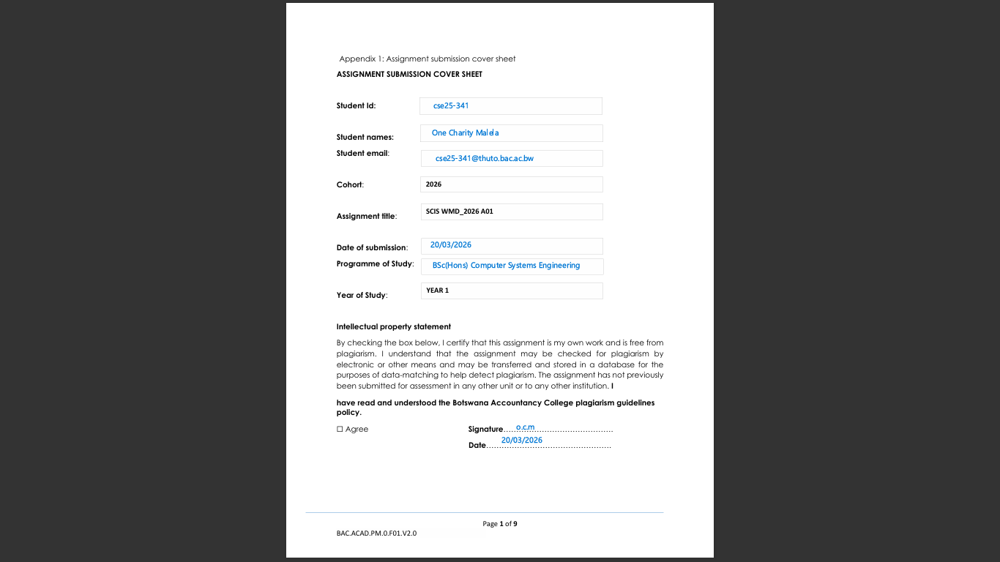 Appendix 1: Assignment submission cover sheet
ASSIGNMENT SUBMISSION COVER SHEET
Student Id: cse25-341
Student names: One Charity Malela
Student email: cse25-341@thuto.bac.ac.bw
Cohort: 2026
Assignment title: SCIS WMD_2026 A01
Date of submission: 20/03/2026
Programme of Study: BSc(Hons) Computer Systems Engineering
Year of Study: YEAR 1
Intellectual property statement
By checking the box below, I certify that this assignment is my own work and is free from
plagiarism. I understand that the assignment may be checked for plagiarism by
electronic or other means and may be transferred and stored in a database for the
purposes of data-matching to help detect plagiarism. The assignment has not previously
been submitted for assessment in any other unit or to any other institution. I
have read and understood the Botswana Accountancy College plagiarism guidelines
policy.
☐ Agree Signature.....o.c.m...............................
Date......20/03/2026...........................
Page 1 of 9
BAC.ACAD.PM.0.F01.V2.0